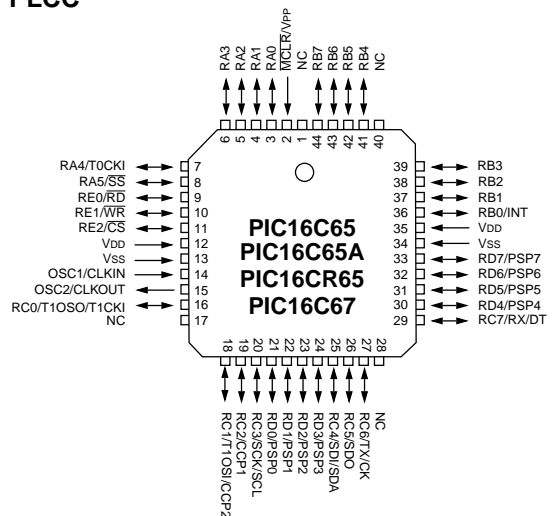 PLCC
RA3
RA2
RA1
RA0
MCLR/VPP
NC
RB7
RB6
RB5
RB4
NC
6
5
4
3
2
1
44
43
42
41
40
RA4/T0CKI 7
RA5/SS 8
RE0/RD 9
RE1/WR 10
RE2/CS 11
VDD 12
VSS 13
OSC1/CLKIN 14
OSC2/CLKOUT 15
RC0/T1OSO/T1CKI 16
NC 17
PIC16C65
PIC16C65A
PIC16CR65
PIC16C67
39 RB3
38 RB2
37 RB1
36 RB0/INT
35 VDD
34 VSS
33 RD7/PSP7
32 RD6/PSP6
31 RD5/PSP5
30 RD4/PSP4
29 RC7/RX/DT
18
19
20
21
22
23
24
25
26
27
28
RC1/T1OSI/CCP2
RC2/CCP1
RC3/SCK/SCL
RD0/PSP0
RD1/PSP1
RD2/PSP2
RD3/PSP3
RC4/SDI/SDA
RC5/SDO
RC6/TX/CK
NC